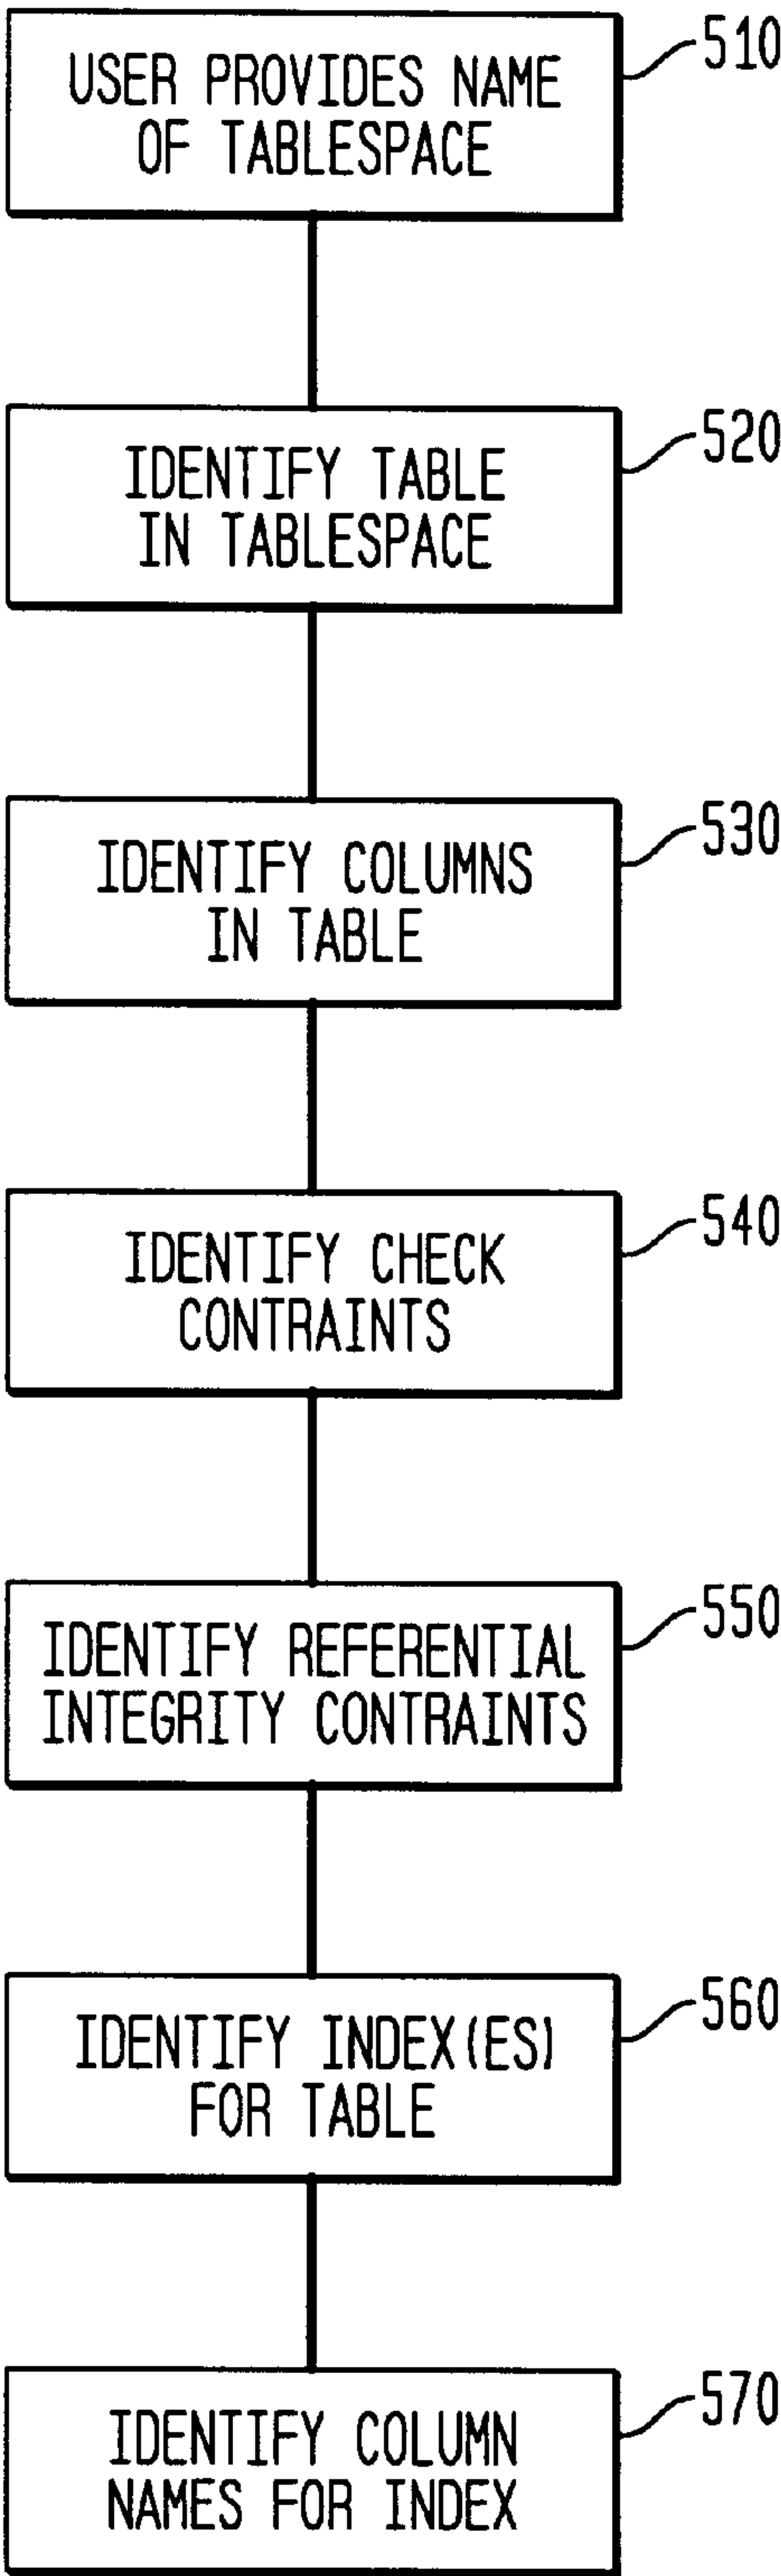 USER PROVIDES NAME
OF TABLESPACE
510
IDENTIFY TABLE
IN TABLESPACE
520
IDENTIFY COLUMNS
IN TABLE
530
IDENTIFY CHECK
CONTRAINTS
540
IDENTIFY REFERENTIAL
INTEGRITY CONTRAINTS
550
IDENTIFY INDEX(ES)
FOR TABLE
560
IDENTIFY COLUMN
NAMES FOR INDEX
570